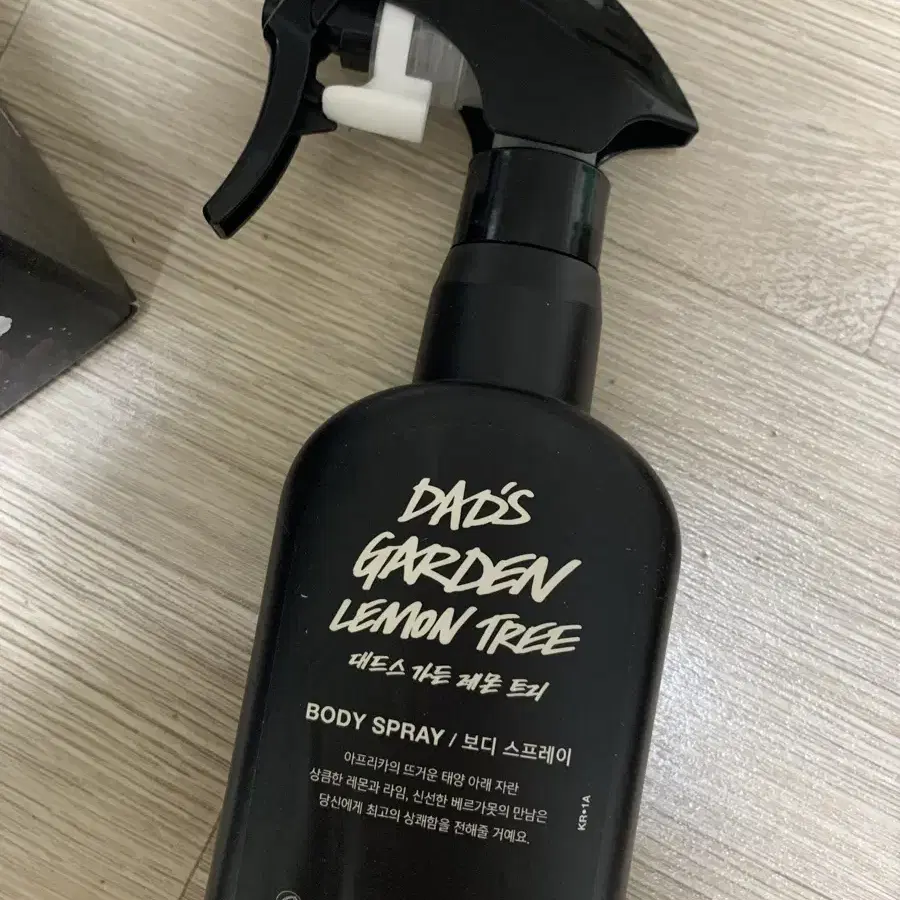 DAD'S
GARDEN
LEMON TREE
대드스 가든 레몬 트리
BODY SPRAY / 보디 스프레이
아프리카의 뜨거운 태양 아래 자란
상큼한 레몬과 라임, 신선한 베르가못의 만남은
당신에게 최고의 상쾌함을 전해줄 거예요.
KR•1A